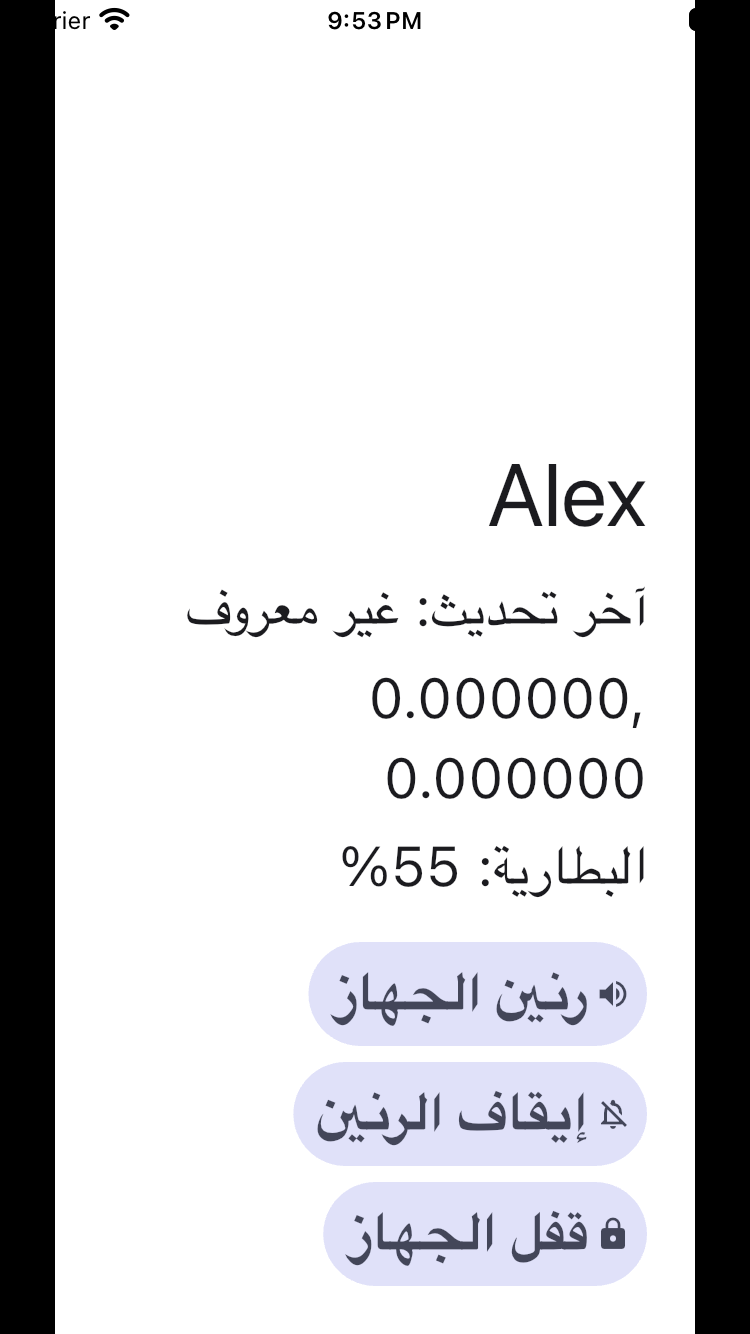 rier 9:53 PM
Alex
آخر تحديث: غير معروف
0.000000,
0.000000
البطارية: 55%
رنين الجهاز
إيقاف الرنين
قفل الجهاز